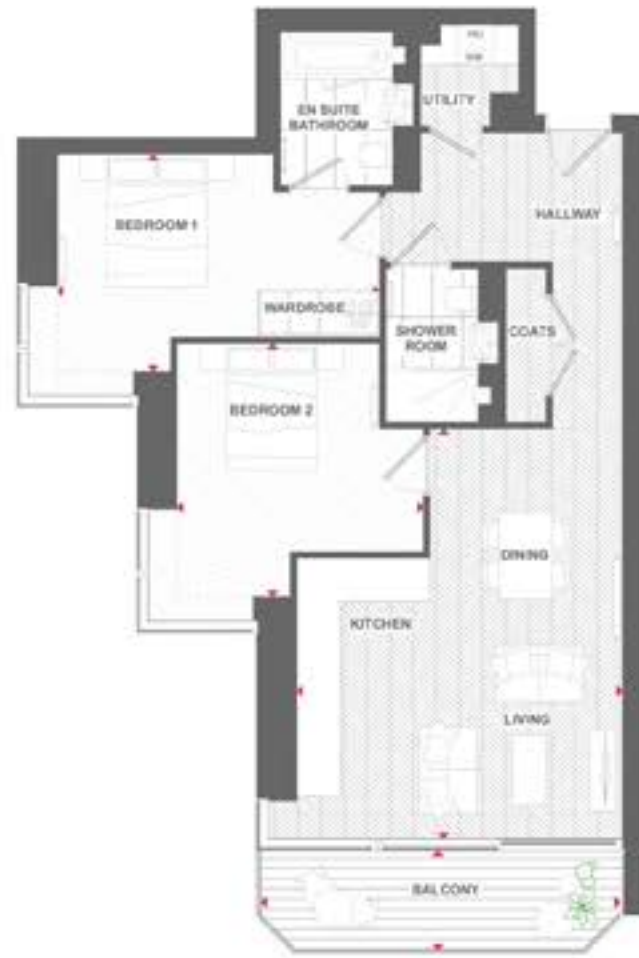 EN SUITE
BATHROOM
UTILITY
HALLWAY
BEDROOM 1
WARDROBE
SHOWER
ROOM
COATS
BEDROOM 2
DINING
KITCHEN
LIVING
BALCONY